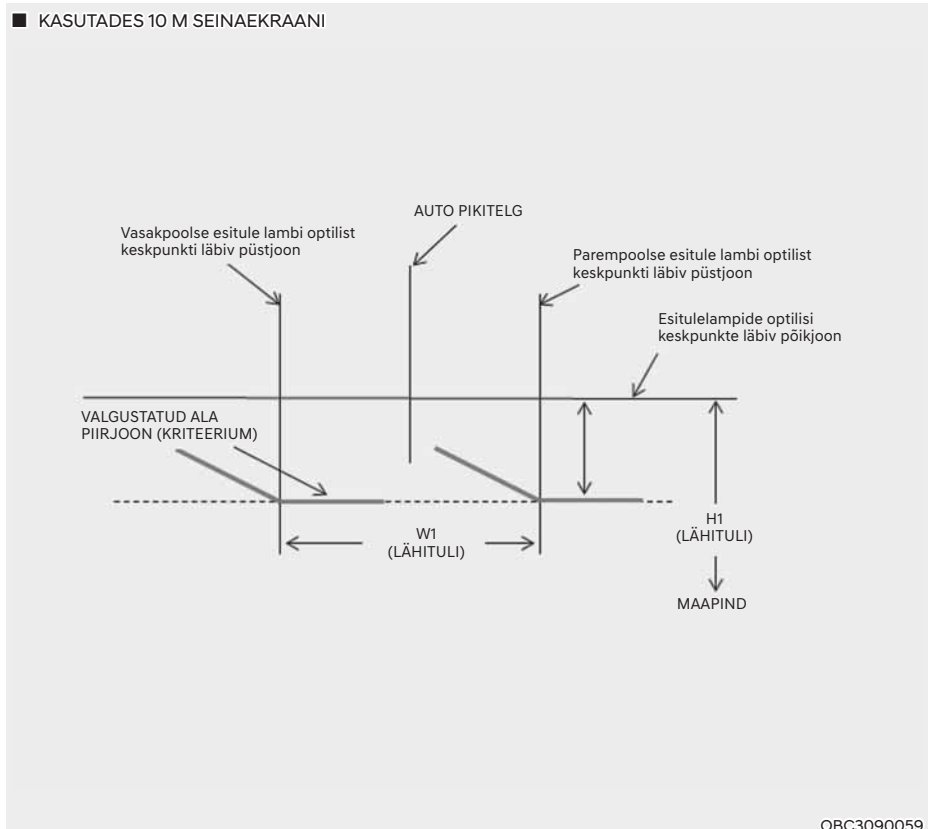 ■ KASUTADES 10 M SEINAEKRAANI
AUTO PIKITELG
Vasakpoolse esitule lambi optilist
keskpunkti läbiv püstjoon
Parempoolse esitule lambi optilist
keskpunkti läbiv püstjoon
Esitulelampide optilisi
keskpunkte läbiv põikjoon
VALGUSTATUD ALA
PIIRJOON (KRITEERIUM)
W1
(LÄHITULI)
H1
(LÄHITULI)
MAAPIND
OBC3090059